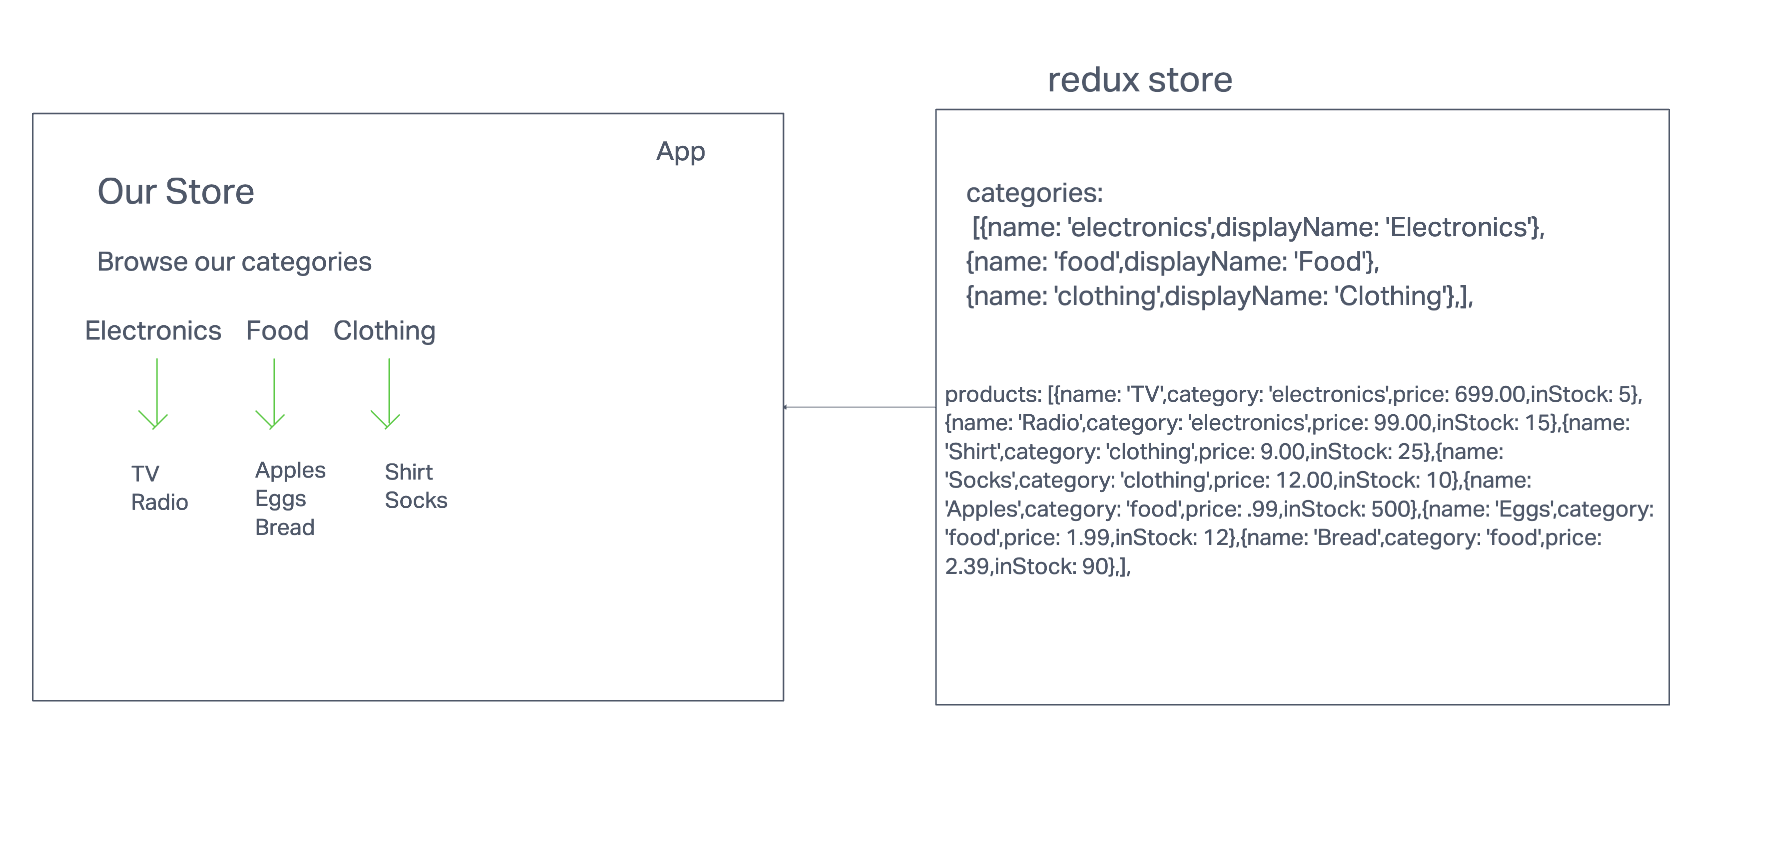 redux store
App
Our Store
Browse our categories
Electronics Food Clothing
TV
Radio
Apples
Eggs
Bread
Shirt
Socks
categories:
[{name: 'electronics',displayName: 'Electronics'},
{name: 'food',displayName: 'Food'},
{name: 'clothing',displayName: 'Clothing'},],
products: [{name: 'TV',category: 'electronics',price: 699.00,inStock: 5},
{name: 'Radio',category: 'electronics',price: 99.00,inStock: 15},{name:
'Shirt',category: 'clothing',price: 9.00,inStock: 25},{name:
'Socks',category: 'clothing',price: 12.00,inStock: 10},{name:
'Apples',category: 'food',price: .99,inStock: 500},{name: 'Eggs',category:
'food',price: 1.99,inStock: 12},{name: 'Bread',category: 'food',price:
2.39,inStock: 90},],